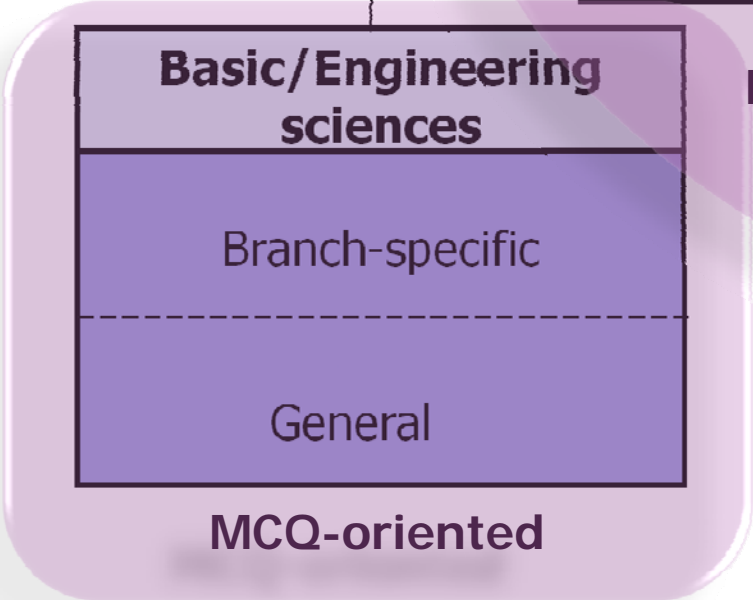 Basic/Engineering
sciences
Branch-specific
General
MCQ-oriented